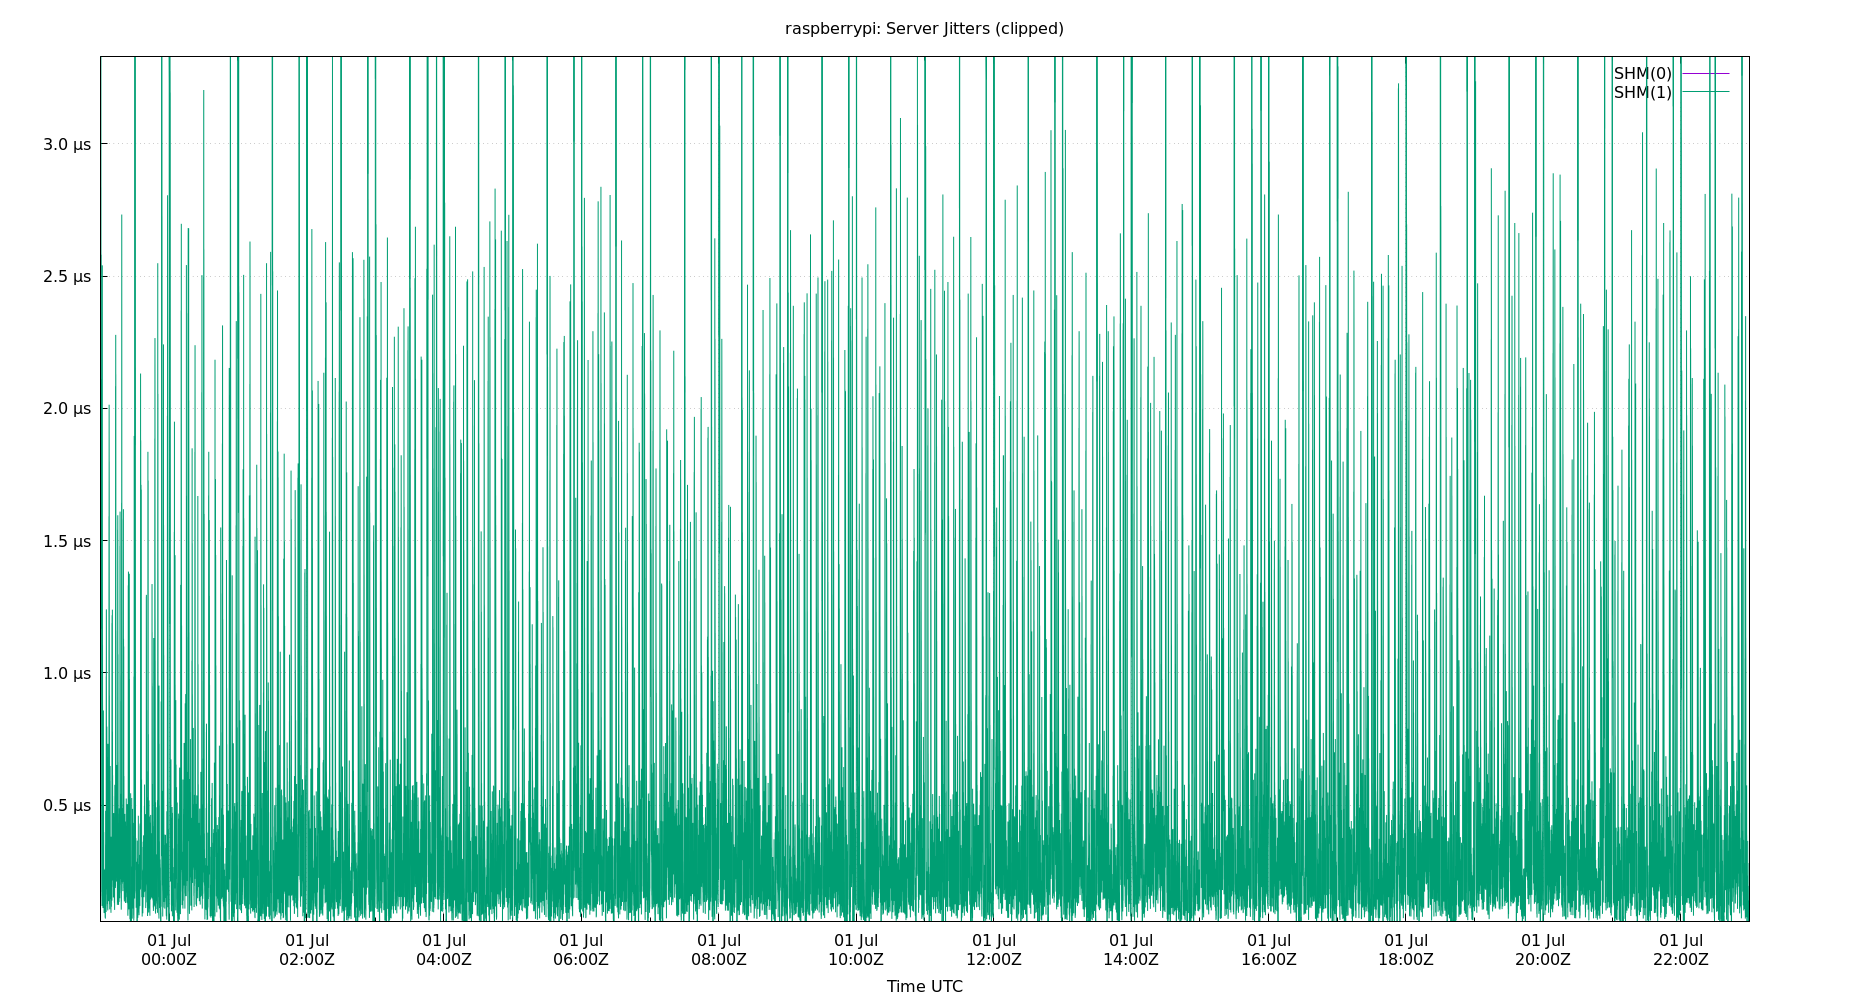 raspberrypi: Server Jitters (clipped)
SHM(0)
SHM(1)
3.0 µs
2.5 µs
2.0 µs
1.5 µs
1.0 µs
0.5 µs
01 Jul 01 Jul 01 Jul 01 Jul 01 Jul 01 Jul 01 Jul 01 Jul 01 Jul 01 Jul 01 Jul 01 Jul
00:00Z 02:00Z 04:00Z 06:00Z 08:00Z 10:00Z 12:00Z 14:00Z 16:00Z 18:00Z 20:00Z 22:00Z
Time UTC